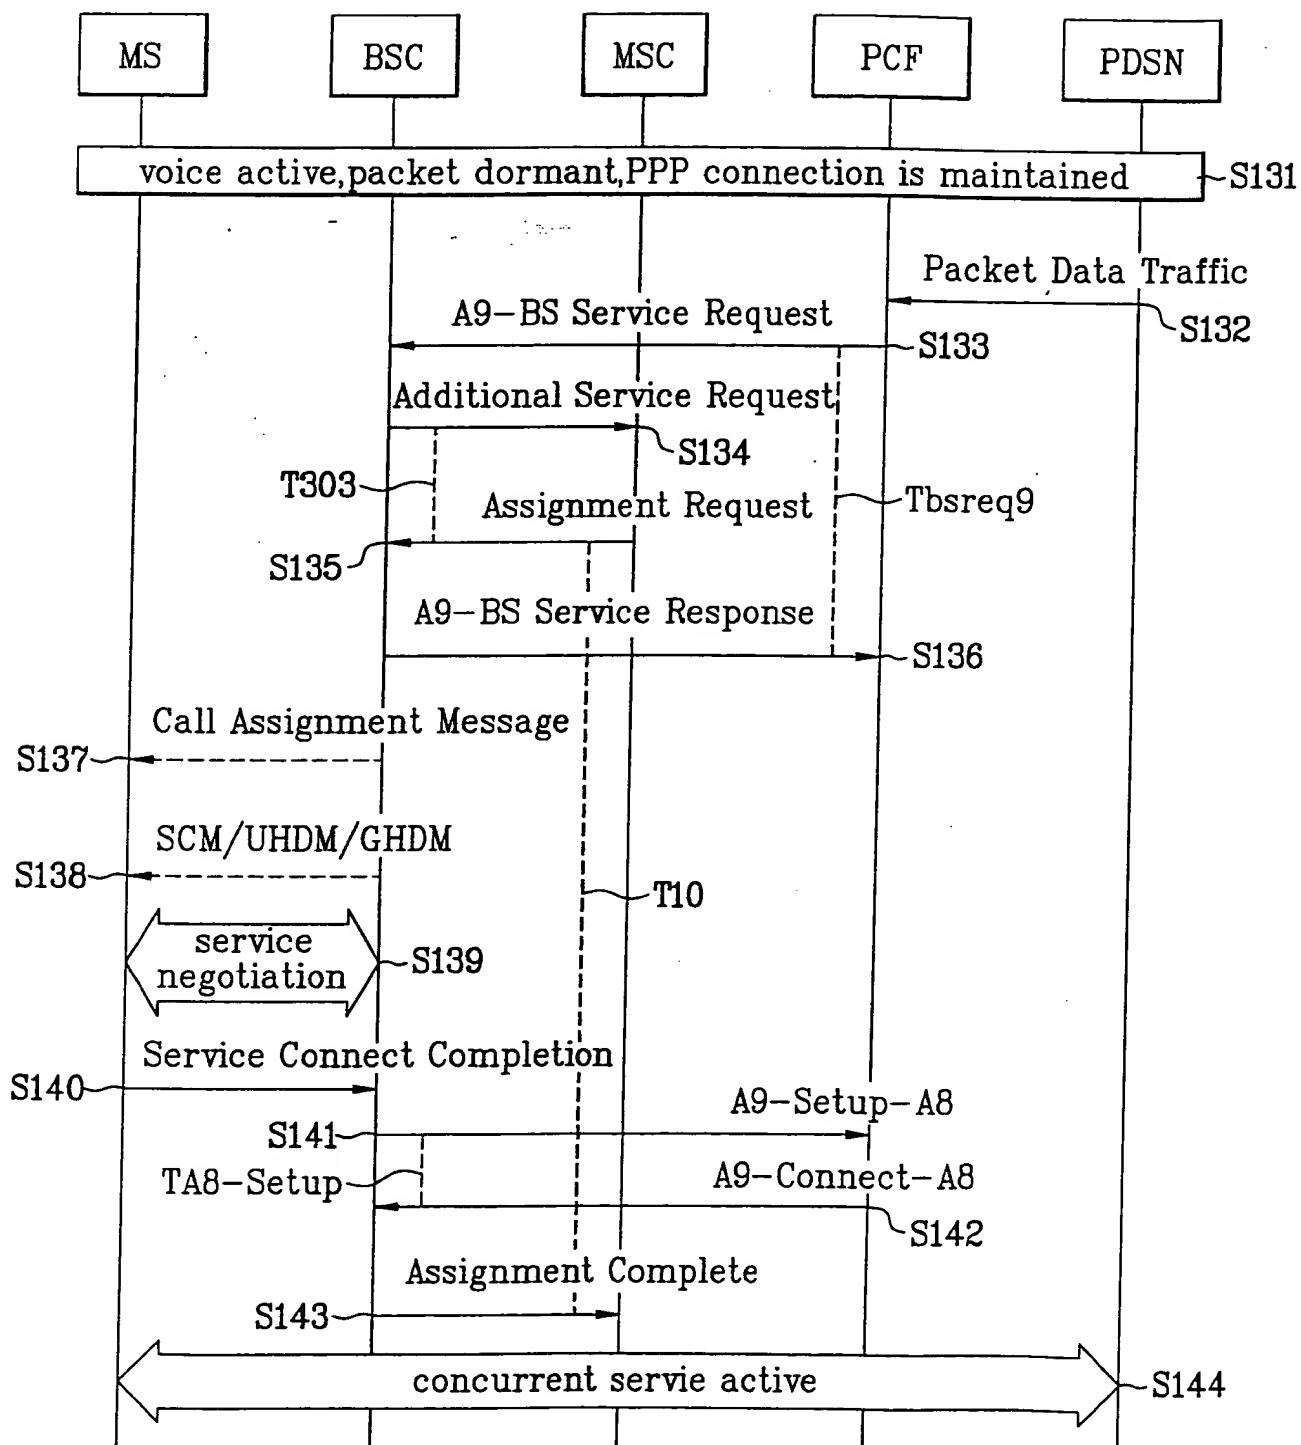 MS
BSC
MSC
PCF
PDSN
voice active,packet dormant,PPP connection is maintained
S131
Packet Data Traffic
S132
A9-BS Service Request
S133
Additional Service Request
S134
T303
Assignment Request
Tbsreq9
S135
A9-BS Service Response
S136
Call Assignment Message
S137
SCM/UHDM/GHDM
S138
T10
service
negotiation
S139
Service Connect Completion
S140
A9-Setup-A8
S141
TA8-Setup
A9-Connect-A8
S142
Assignment Complete
S143
concurrent servie active
S144